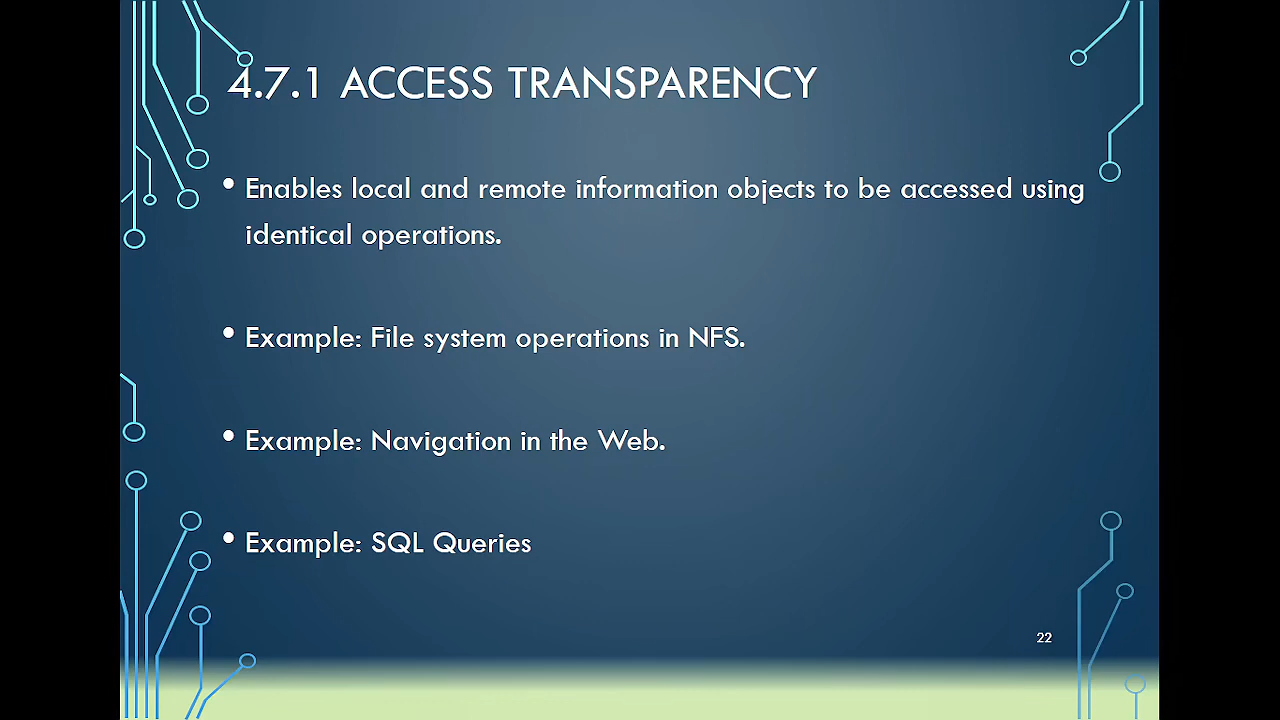 4.7.1 ACCESS TRANSPARENCY
• Enables local and remote information objects to be accessed using
identical operations.
• Example: File system operations in NFS.
• Example: Navigation in the Web.
• Example: SQL Queries
22